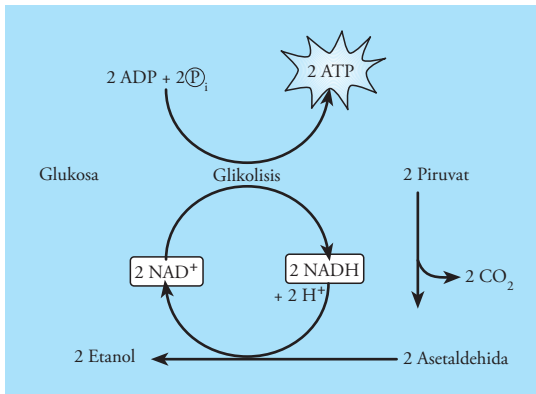 2 ADP + 2Ⓟᵢ
2 ATP
Glukosa
Glikolisis
2 Piruvat
2 NAD⁺
2 NADH
+ 2 H⁺
2 CO₂
2 Etanol
2 Asetaldehida